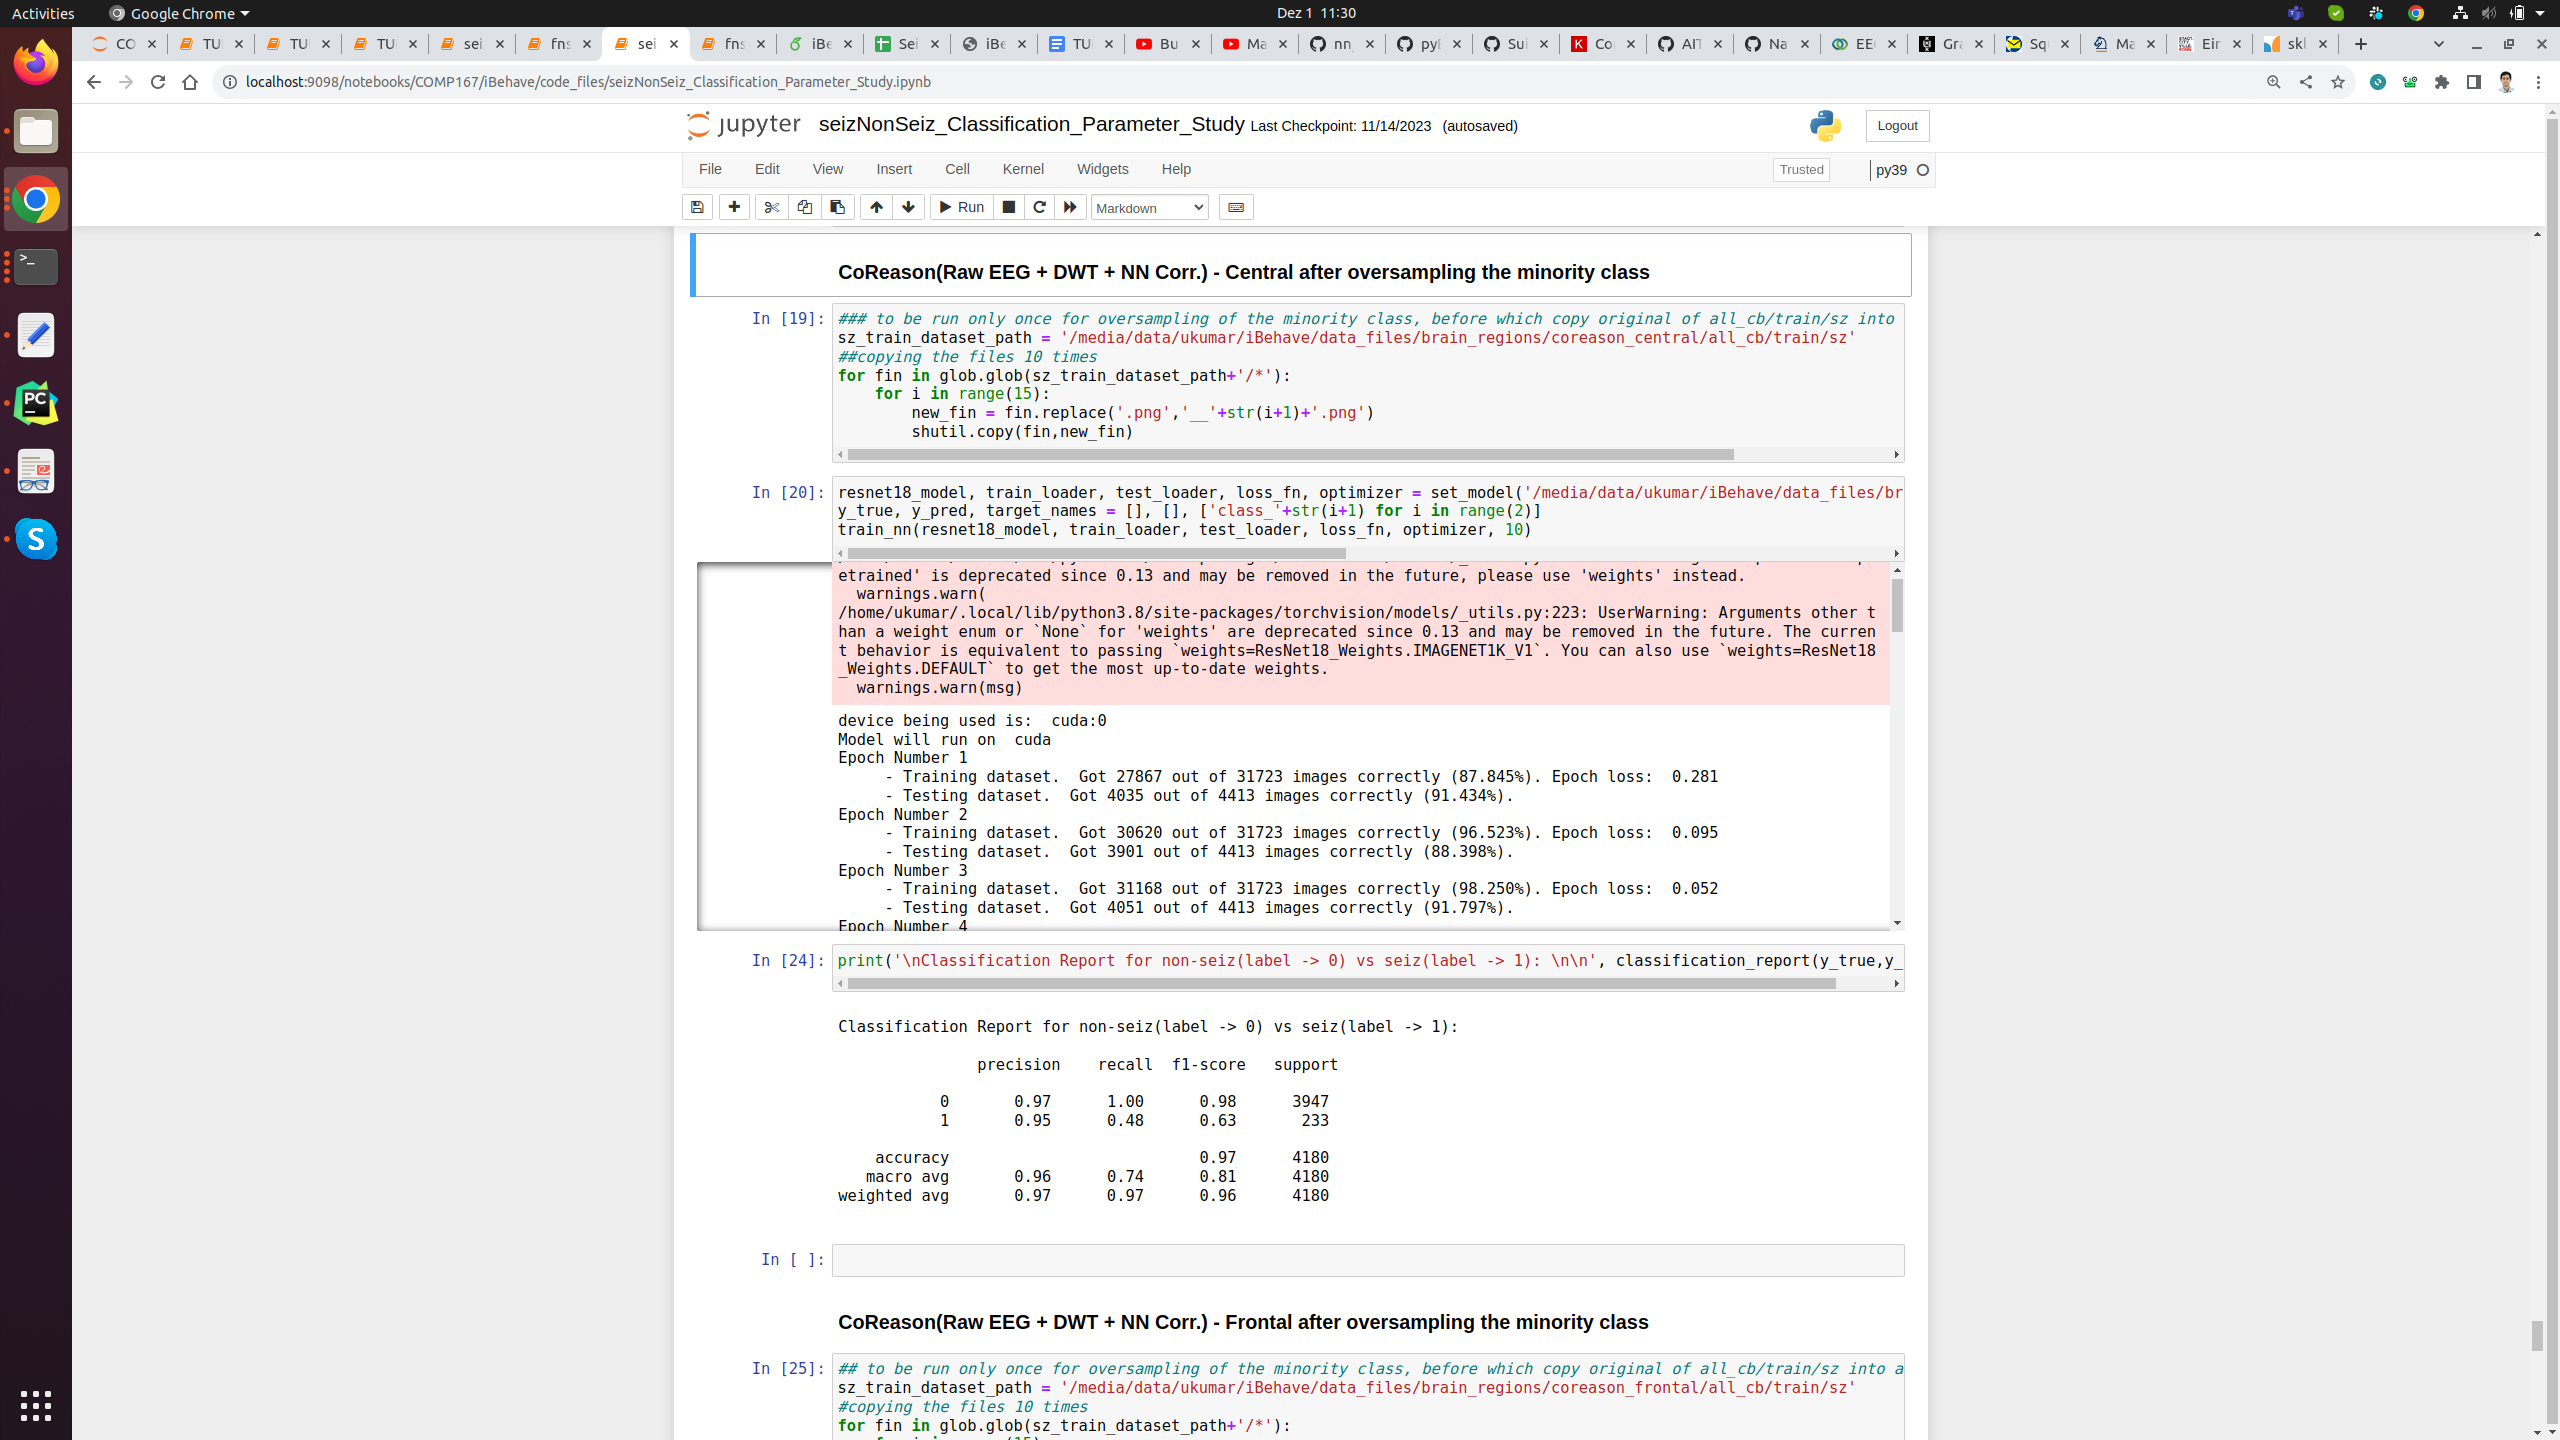 Activities
Google Chrome
Dez 1 11:30
CO
TU
TU
TU
sei
fns
sei
fns
iBe
Sei
iBe
TU
Bu
Ma
nn
pyl
Sui
Co
AIT
Na
EE
Gra
Squ
Ma
Eir
skl
localhost:9098/notebooks/COMP167/iBehave/code_files/seizNonSeiz_Classification_Parameter_Study.ipynb
jupyter seizNonSeiz_Classification_Parameter_Study Last Checkpoint: 11/14/2023 (autosaved)
Logout
File Edit View Insert Cell Kernel Widgets Help
Trusted
py39
Run
Markdown
CoReason(Raw EEG + DWT + NN Corr.) - Central after oversampling the minority class
In [19]:
### to be run only once for oversampling of the minority class, before which copy original of all_cb/train/sz into
sz_train_dataset_path = '/media/data/ukumar/iBehave/data_files/brain_regions/coreason_central/all_cb/train/sz'
##copying the files 10 times
for fin in glob.glob(sz_train_dataset_path+'/*'):
    for i in range(15):
        new_fin = fin.replace('.png','__'+str(i+1)+'.png')
        shutil.copy(fin,new_fin)
In [20]:
resnet18_model, train_loader, test_loader, loss_fn, optimizer = set_model('/media/data/ukumar/iBehave/data_files/br
y_true, y_pred, target_names = [], [], ['class_'+str(i+1) for i in range(2)]
train_nn(resnet18_model, train_loader, test_loader, loss_fn, optimizer, 10)
etrained' is deprecated since 0.13 and may be removed in the future, please use 'weights' instead.
  warnings.warn(
/home/ukumar/.local/lib/python3.8/site-packages/torchvision/models/_utils.py:223: UserWarning: Arguments other t
han a weight enum or `None` for 'weights' are deprecated since 0.13 and may be removed in the future. The curren
t behavior is equivalent to passing `weights=ResNet18_Weights.IMAGENET1K_V1`. You can also use `weights=ResNet18
_Weights.DEFAULT` to get the most up-to-date weights.
  warnings.warn(msg)
device being used is:  cuda:0
Model will run on  cuda
Epoch Number 1
     - Training dataset.  Got 27867 out of 31723 images correctly (87.845%). Epoch loss:  0.281
     - Testing dataset.  Got 4035 out of 4413 images correctly (91.434%).
Epoch Number 2
     - Training dataset.  Got 30620 out of 31723 images correctly (96.523%). Epoch loss:  0.095
     - Testing dataset.  Got 3901 out of 4413 images correctly (88.398%).
Epoch Number 3
     - Training dataset.  Got 31168 out of 31723 images correctly (98.250%). Epoch loss:  0.052
     - Testing dataset.  Got 4051 out of 4413 images correctly (91.797%).
Epoch Number 4
In [24]:
print('\nClassification Report for non-seiz(label -> 0) vs seiz(label -> 1): \n\n', classification_report(y_true,y_
Classification Report for non-seiz(label -> 0) vs seiz(label -> 1):
precision    recall  f1-score   support
0       0.97      1.00      0.98      3947
1       0.95      0.48      0.63       233
accuracy                           0.97      4180
macro avg       0.96      0.74      0.81      4180
weighted avg       0.97      0.97      0.96      4180
In [ ]:
CoReason(Raw EEG + DWT + NN Corr.) - Frontal after oversampling the minority class
In [25]:
## to be run only once for oversampling of the minority class, before which copy original of all_cb/train/sz into a
sz_train_dataset_path = '/media/data/ukumar/iBehave/data_files/brain_regions/coreason_frontal/all_cb/train/sz'
#copying the files 10 times
for fin in glob.glob(sz_train_dataset_path+'/*'):